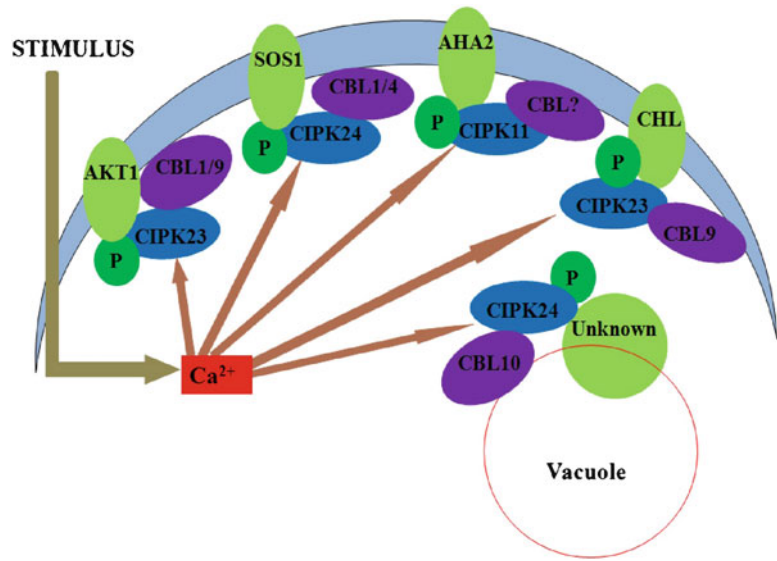 STIMULUS
SOS1
AHA2
CBL1/4
CBL?
CHL
P
CIPK24
P
CIPK11
P
AKT1
CBL1/9
CIPK23
P
CIPK23
CBL9
P
CIPK24
Unknown
CBL10
Ca²⁺
Vacuole